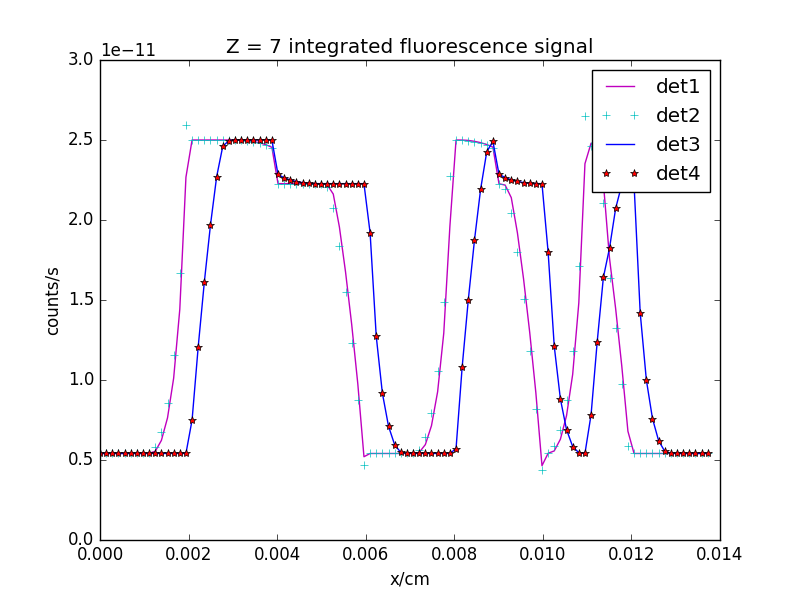 Z = 7 integrated fluorescence signal
1e−11
3.0
2.5
2.0
1.5
1.0
0.5
0.0
counts/s
det1
det2
det3
det4
0.000 0.002 0.004 0.006 0.008 0.010 0.012 0.014
x/cm